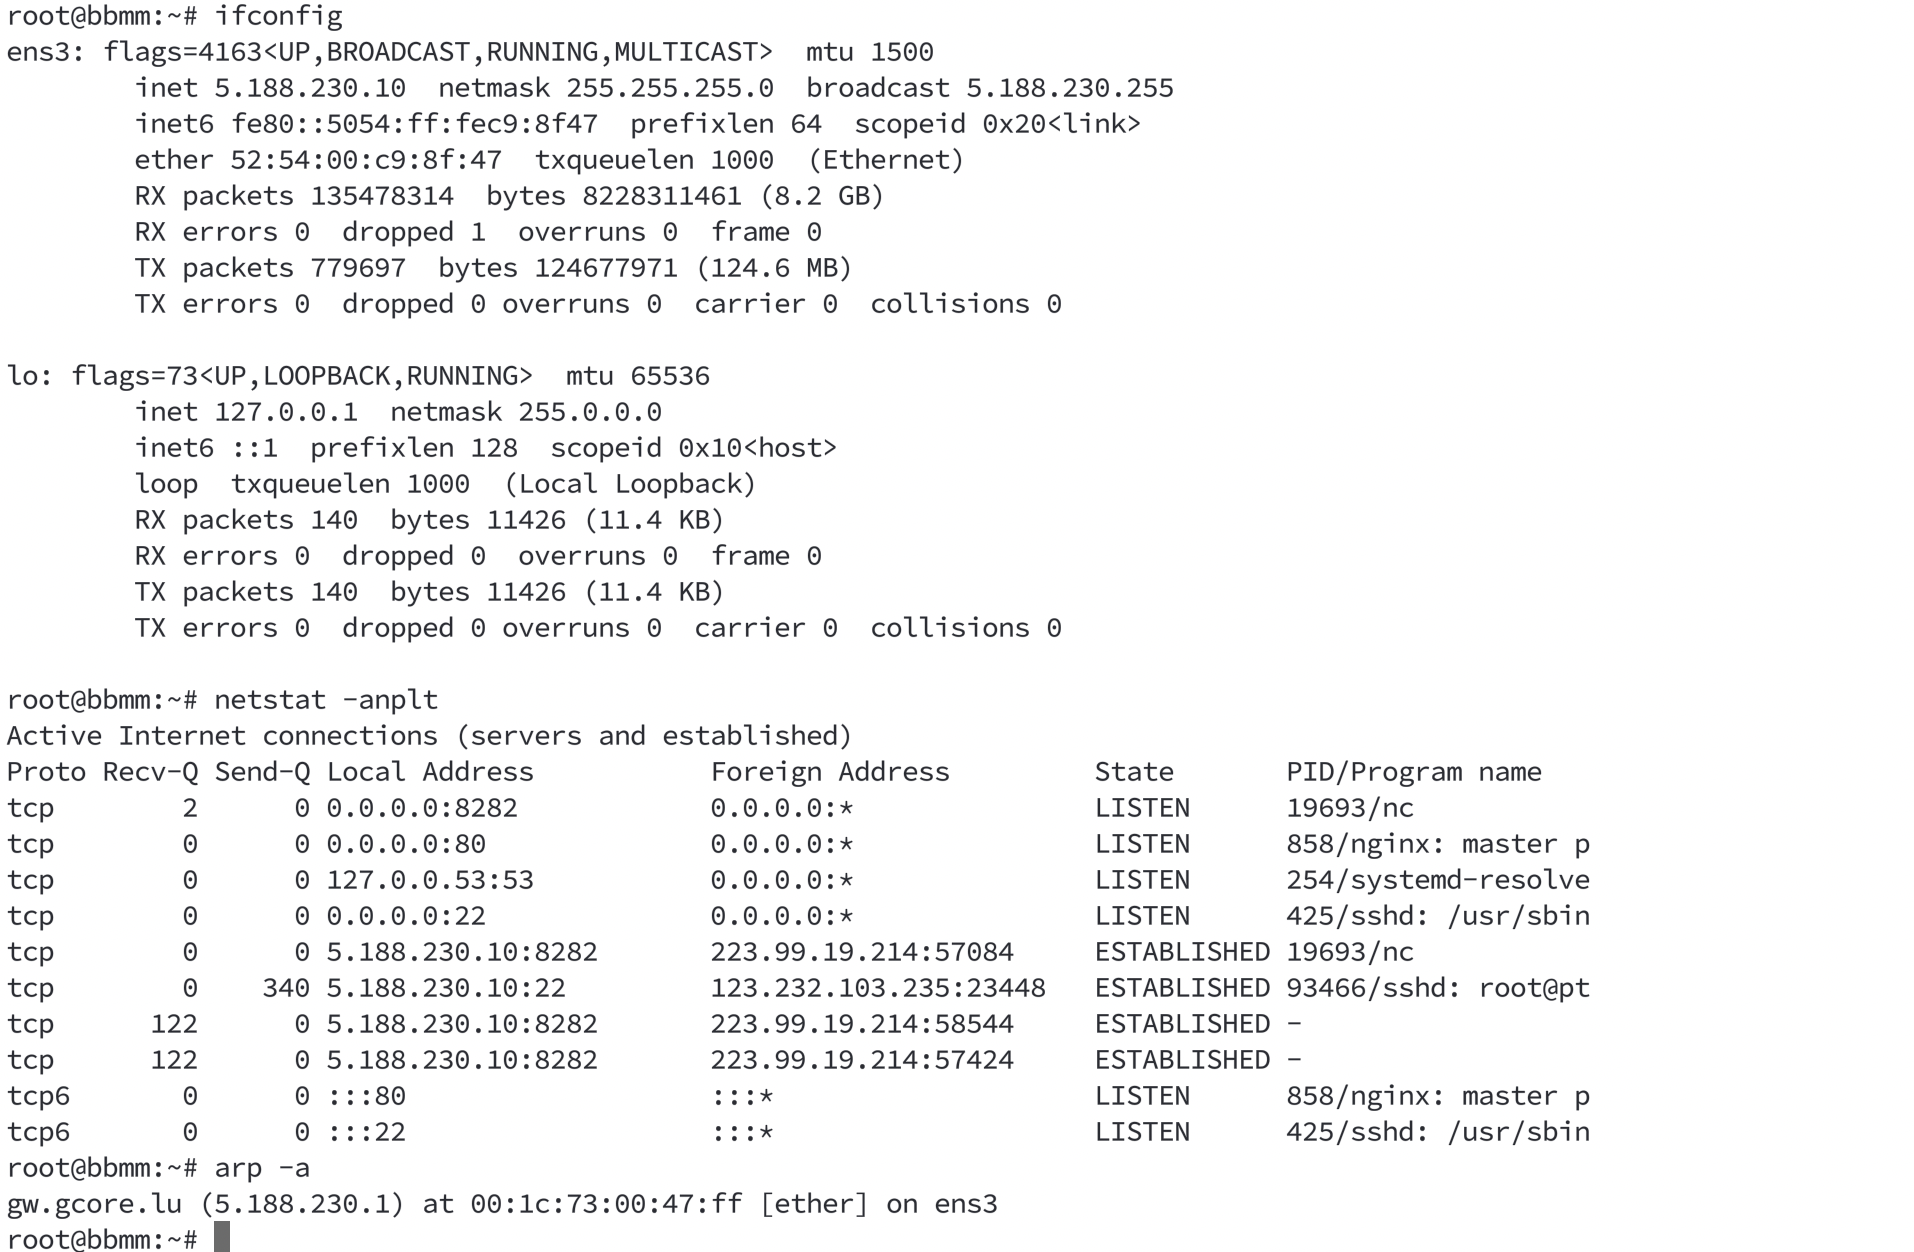 root@bbmm:~# ifconfig
ens3: flags=4163<UP,BROADCAST,RUNNING,MULTICAST>  mtu 1500
        inet 5.188.230.10  netmask 255.255.255.0  broadcast 5.188.230.255
        inet6 fe80::5054:ff:fec9:8f47  prefixlen 64  scopeid 0x20<link>
        ether 52:54:00:c9:8f:47  txqueuelen 1000  (Ethernet)
        RX packets 135478314  bytes 8228311461 (8.2 GB)
        RX errors 0  dropped 1  overruns 0  frame 0
        TX packets 779697  bytes 124677971 (124.6 MB)
        TX errors 0  dropped 0 overruns 0  carrier 0  collisions 0

lo: flags=73<UP,LOOPBACK,RUNNING>  mtu 65536
        inet 127.0.0.1  netmask 255.0.0.0
        inet6 ::1  prefixlen 128  scopeid 0x10<host>
        loop  txqueuelen 1000  (Local Loopback)
        RX packets 140  bytes 11426 (11.4 KB)
        RX errors 0  dropped 0  overruns 0  frame 0
        TX packets 140  bytes 11426 (11.4 KB)
        TX errors 0  dropped 0 overruns 0  carrier 0  collisions 0

root@bbmm:~# netstat -anplt
Active Internet connections (servers and established)
Proto Recv-Q Send-Q Local Address           Foreign Address         State       PID/Program name
tcp        2      0 0.0.0.0:8282            0.0.0.0:*               LISTEN      19693/nc
tcp        0      0 0.0.0.0:80              0.0.0.0:*               LISTEN      858/nginx: master p
tcp        0      0 127.0.0.53:53           0.0.0.0:*               LISTEN      254/systemd-resolve
tcp        0      0 0.0.0.0:22              0.0.0.0:*               LISTEN      425/sshd: /usr/sbin
tcp        0      0 5.188.230.10:8282       223.99.19.214:57084     ESTABLISHED 19693/nc
tcp        0    340 5.188.230.10:22         123.232.103.235:23448   ESTABLISHED 93466/sshd: root@pt
tcp      122      0 5.188.230.10:8282       223.99.19.214:58544     ESTABLISHED -
tcp      122      0 5.188.230.10:8282       223.99.19.214:57424     ESTABLISHED -
tcp6       0      0 :::80                   :::*                    LISTEN      858/nginx: master p
tcp6       0      0 :::22                   :::*                    LISTEN      425/sshd: /usr/sbin
root@bbmm:~# arp -a
gw.gcore.lu (5.188.230.1) at 00:1c:73:00:47:ff [ether] on ens3
root@bbmm:~#